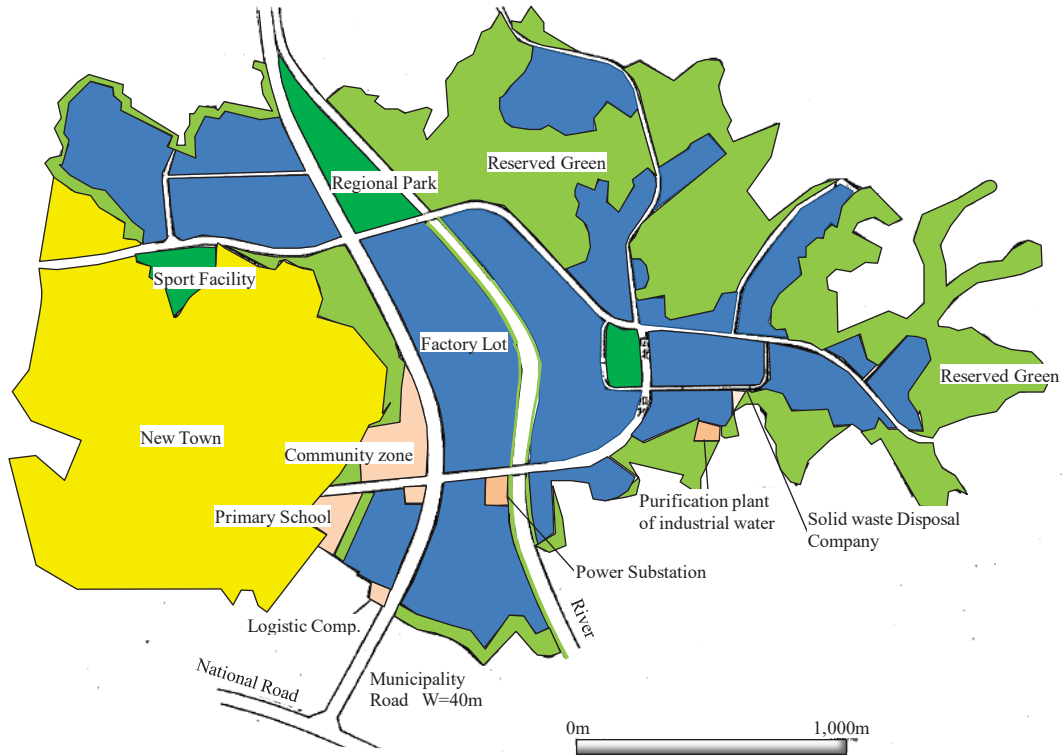 Reserved Green
Regional Park
Sport Facility
Factory Lot
Reserved Green
New Town
Community zone
Primary School
Purification plant
of industrial water
Solid waste Disposal
Company
Power Substation
River
Logistic Comp.
National Road
Municipality
Road W=40m
0m 1,000m